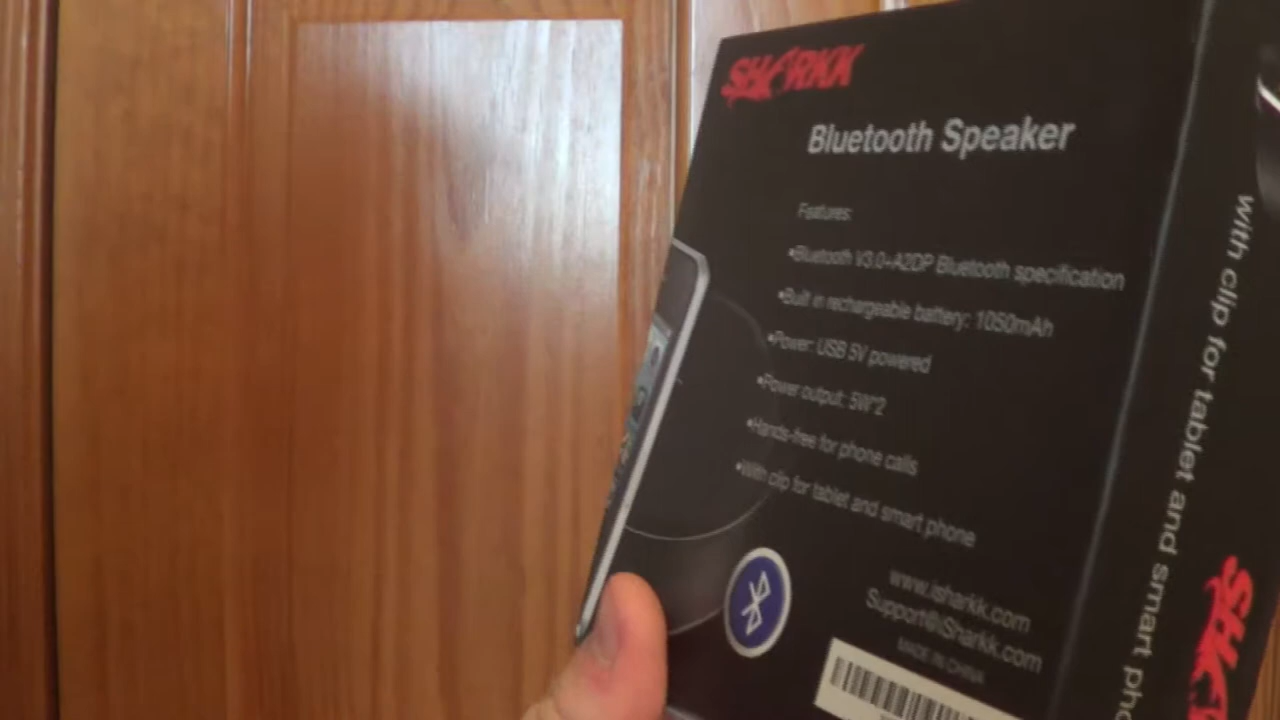 SHARKK
Bluetooth Speaker
Features:
•Bluetooth V3.0+A2DP Bluetooth specification
•Built in rechargeable battery: 1050mAh
•Power: USB 5V powered
•Power output: 5W*2
•Hands-free for phone calls
•With clip for tablet and smart phone
www.isharkk.com
Support@iSharkk.com
MADE IN CHINA
with clip for tablet and smart pho
SHA